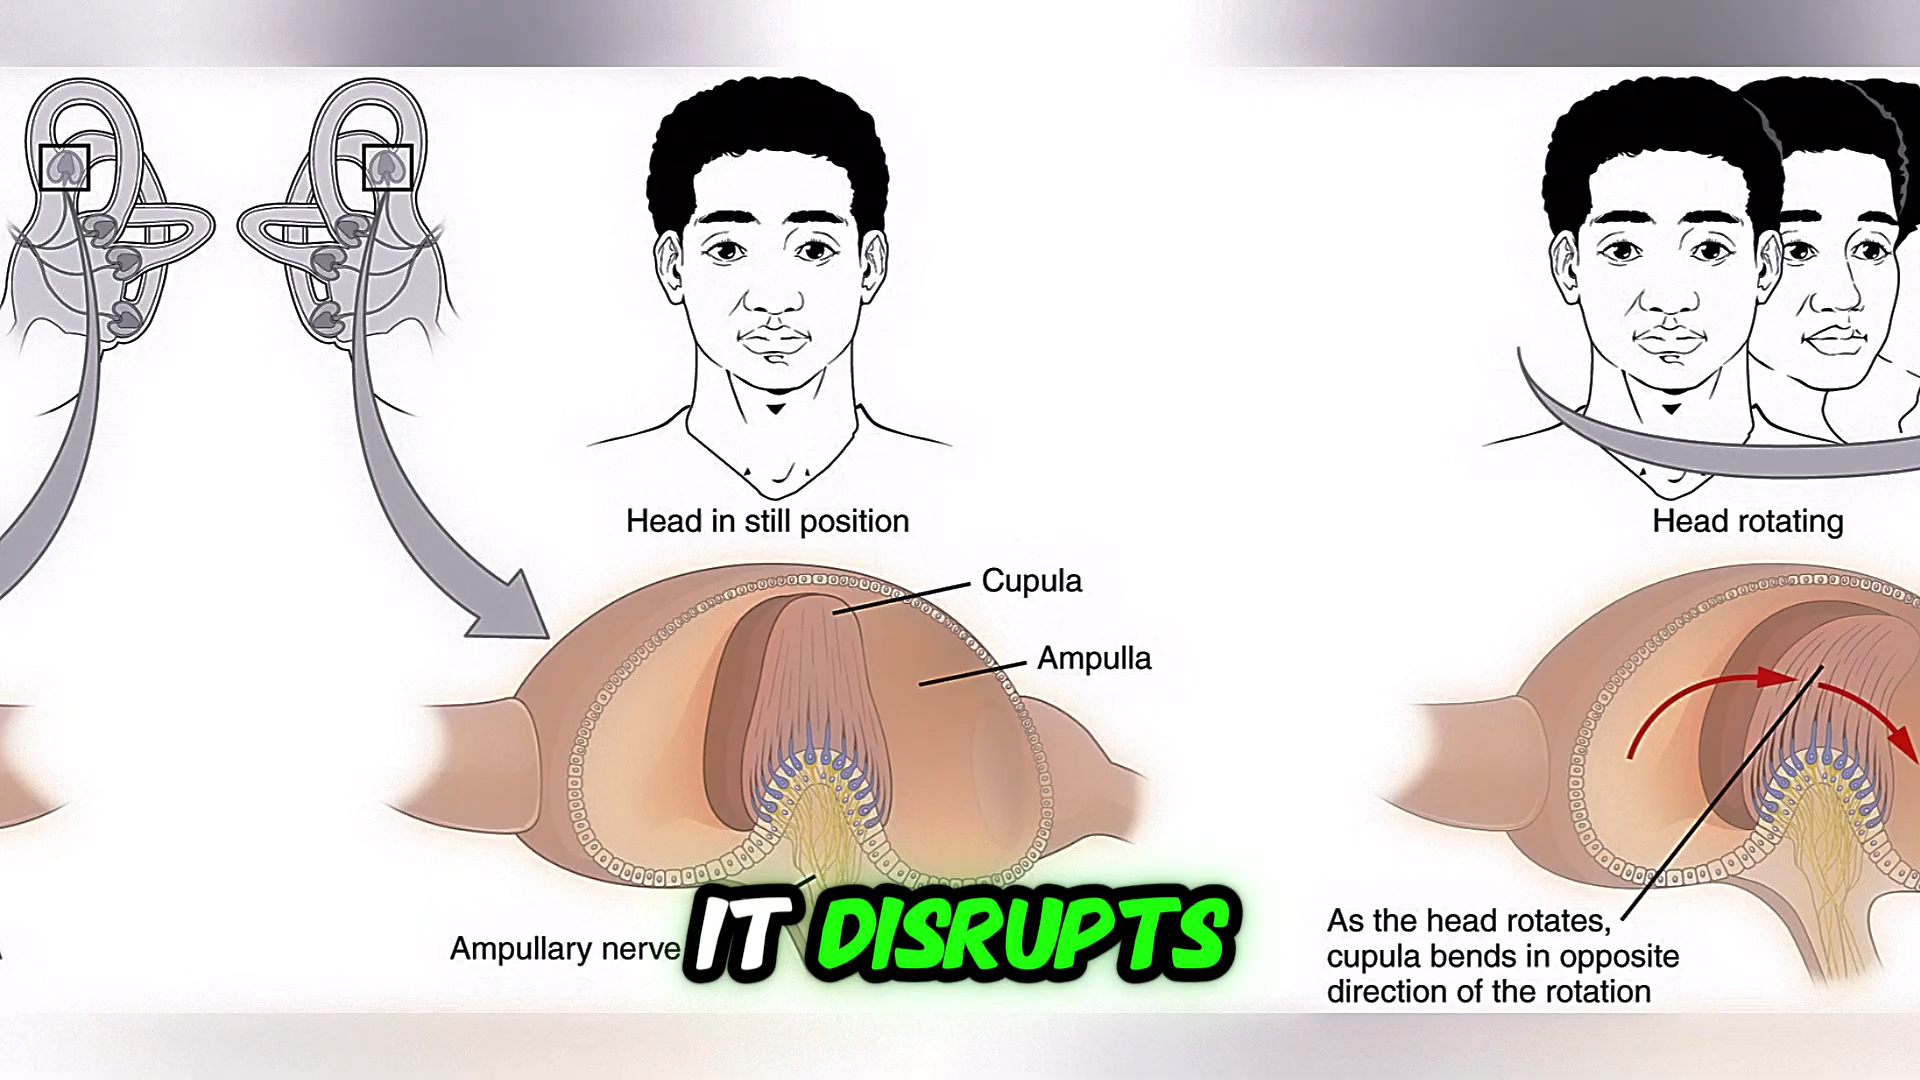 Head in still position
Head rotating
Cupula
Ampulla
Ampullary nerve
IT DISRUPTS
As the head rotates,
cupula bends in opposite
direction of the rotation